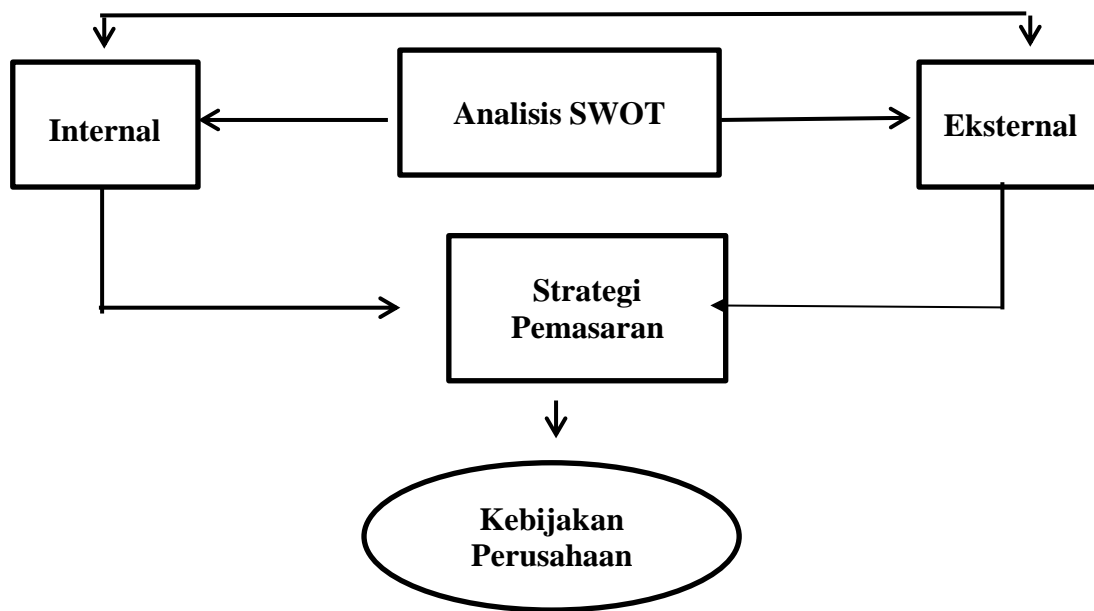 Internal
Analisis SWOT
Eksternal
Strategi
Pemasaran
Kebijakan
Perusahaan